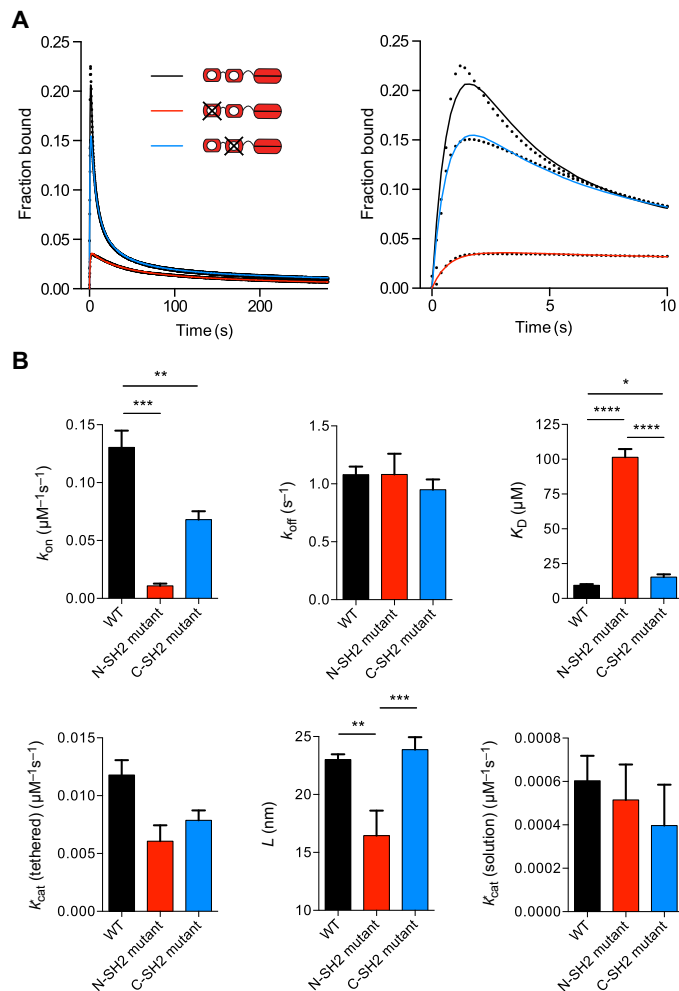 A
Fraction bound
0.25
0.20
0.15
0.10
0.05
0.00
0
100
200
Time (s)
Fraction bound
0.25
0.20
0.15
0.10
0.05
0.00
0
5
10
Time (s)
B
**
***
kon (µM–1s–1)
0.15
0.10
0.05
0.00
WT
N-SH2 mutant
C-SH2 mutant
koff (s–1)
1.5
1.0
0.5
0.0
WT
N-SH2 mutant
C-SH2 mutant
*
**** ****
KD (µM)
125
100
75
50
25
0
WT
N-SH2 mutant
C-SH2 mutant
kcat (tethered) (µM–1s–1)
0.015
0.010
0.005
0.000
WT
N-SH2 mutant
C-SH2 mutant
***
**
L (nm)
25
20
15
10
WT
N-SH2 mutant
C-SH2 mutant
kcat (solution) (µM–1s–1)
0.0008
0.0006
0.0004
0.0002
0.0000
WT
N-SH2 mutant
C-SH2 mutant